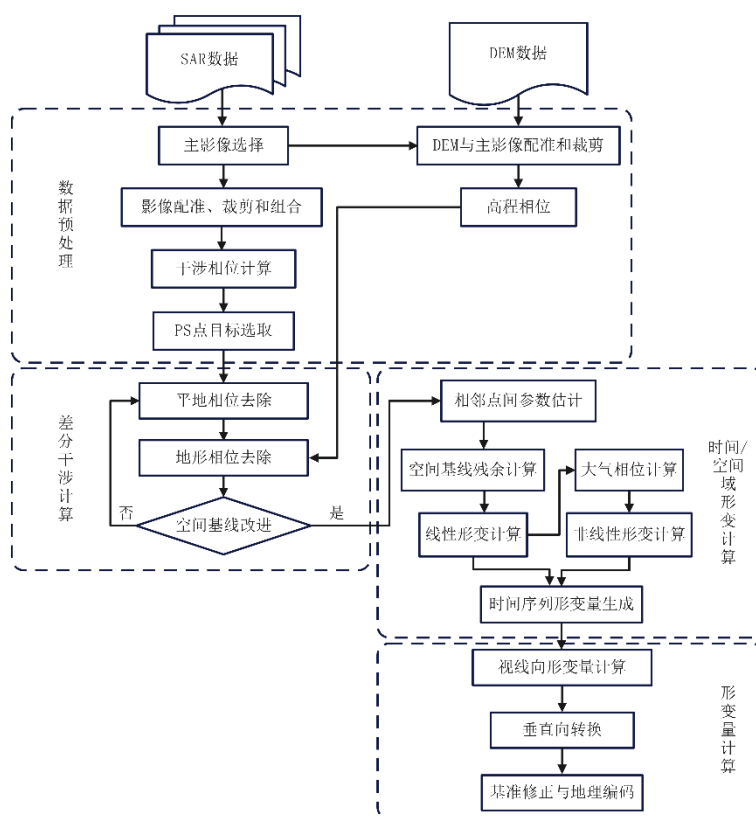 SAR数据
DEM数据
数据预处理
主影像选择
DEM与主影像配准和裁剪
影像配准、裁剪和组合
高程相位
干涉相位计算
PS点目标选取
差分干涉计算
平地相位去除
地形相位去除
空间基线改进
否
是
时间/
空间
域形变计算
相邻点间参数估计
空间基线残余计算
大气相位计算
线性形变计算
非线性形变计算
时间序列形变量生成
形变量计算
视线向形变量计算
垂直向转换
基准修正与地理编码